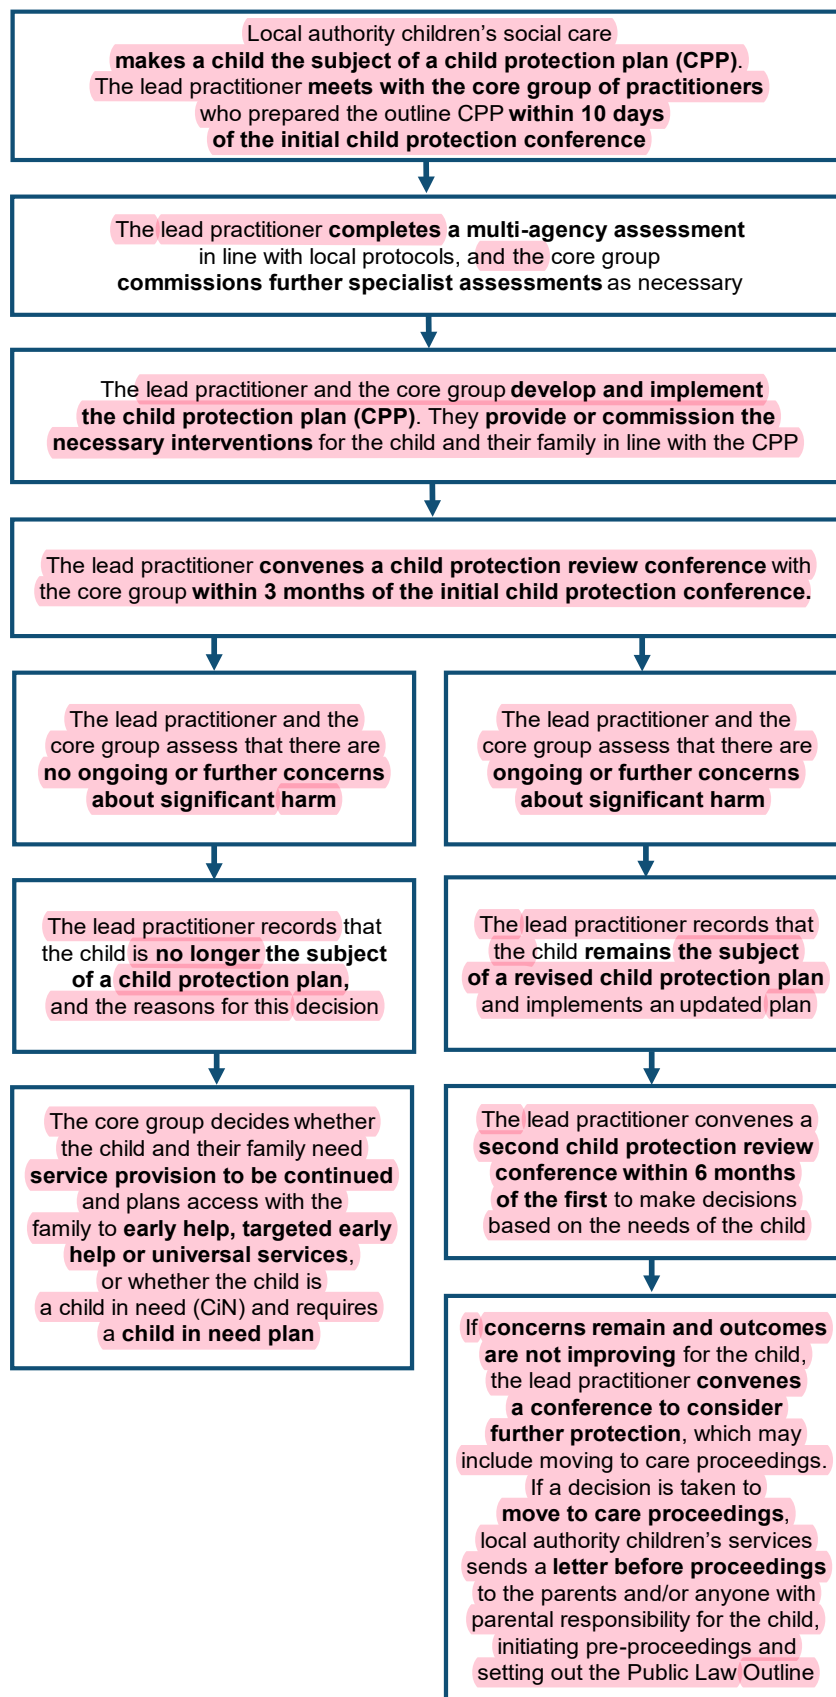 Local authority children's social care
makes a child the subject of a child protection plan (CPP).
The lead practitioner meets with the core group of practitioners
who prepared the outline CPP within 10 days
of the initial child protection conference
The lead practitioner completes a multi-agency assessment
in line with local protocols, and the core group
commissions further specialist assessments as necessary
The lead practitioner and the core group develop and implement
the child protection plan (CPP). They provide or commission the
necessary interventions for the child and their family in line with the CPP
The lead practitioner convenes a child protection review conference with
the core group within 3 months of the initial child protection conference.
The lead practitioner and the
core group assess that there are
no ongoing or further concerns
about significant harm
The lead practitioner records that
the child is no longer the subject
of a child protection plan,
and the reasons for this decision
The core group decides whether
the child and their family need
service provision to be continued
and plans access with the
family to early help, targeted early
help or universal services,
or whether the child is
a child in need (CiN) and requires
a child in need plan
The lead practitioner and the
core group assess that there are
ongoing or further concerns
about significant harm
The lead practitioner records that
the child remains the subject
of a revised child protection plan
and implements an updated plan
The lead practitioner convenes a
second child protection review
conference within 6 months
of the first to make decisions
based on the needs of the child
If concerns remain and outcomes
are not improving for the child,
the lead practitioner convenes
a conference to consider
further protection, which may
include moving to care proceedings.
If a decision is taken to
move to care proceedings,
local authority children's services
sends a letter before proceedings
to the parents and/or anyone with
parental responsibility for the child,
initiating pre-proceedings and
setting out the Public Law Outline